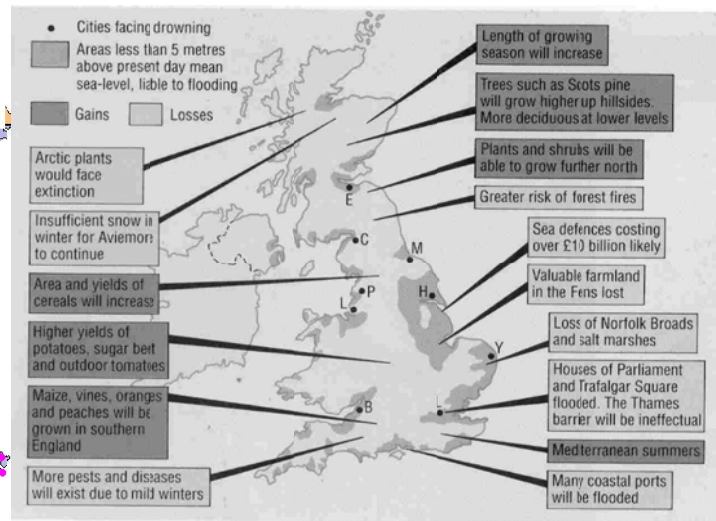 Cities facing drowning
Areas less than 5 metres
above present day mean
sea-level, liable to flooding
Gains
Losses
Arctic plants
would face
extinction
Insufficient snow in
winter for Aviemore
to continue
Area and yields of
cereals will increase
Higher yields of
potatoes, sugar beet
and outdoor tomatoes
Maize, vines, oranges
and peaches will be
grown in southern
England
More pests and diseases
will exist due to mild winters
Length of growing
season will increase
Trees such as Scots pine
will grow higher up hillsides.
More deciduous at lower levels
Plants and shrubs will be
able to grow further north
Greater risk of forest fires
Sea defences costing
over £10 billion likely
Valuable farmland
in the Fens lost
Loss of Norfolk Broads
and salt marshes
Houses of Parliament
and Trafalgar Square
flooded. The Thames
barrier will be ineffectual
Mediterranean summers
Many coastal ports
will be flooded
E
C
M
P
H
L
Y
B
L